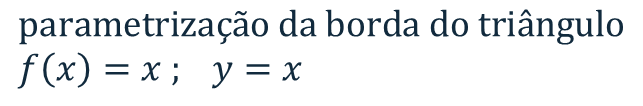 parametrização da borda do triângulo
f(x) = x ; y = x